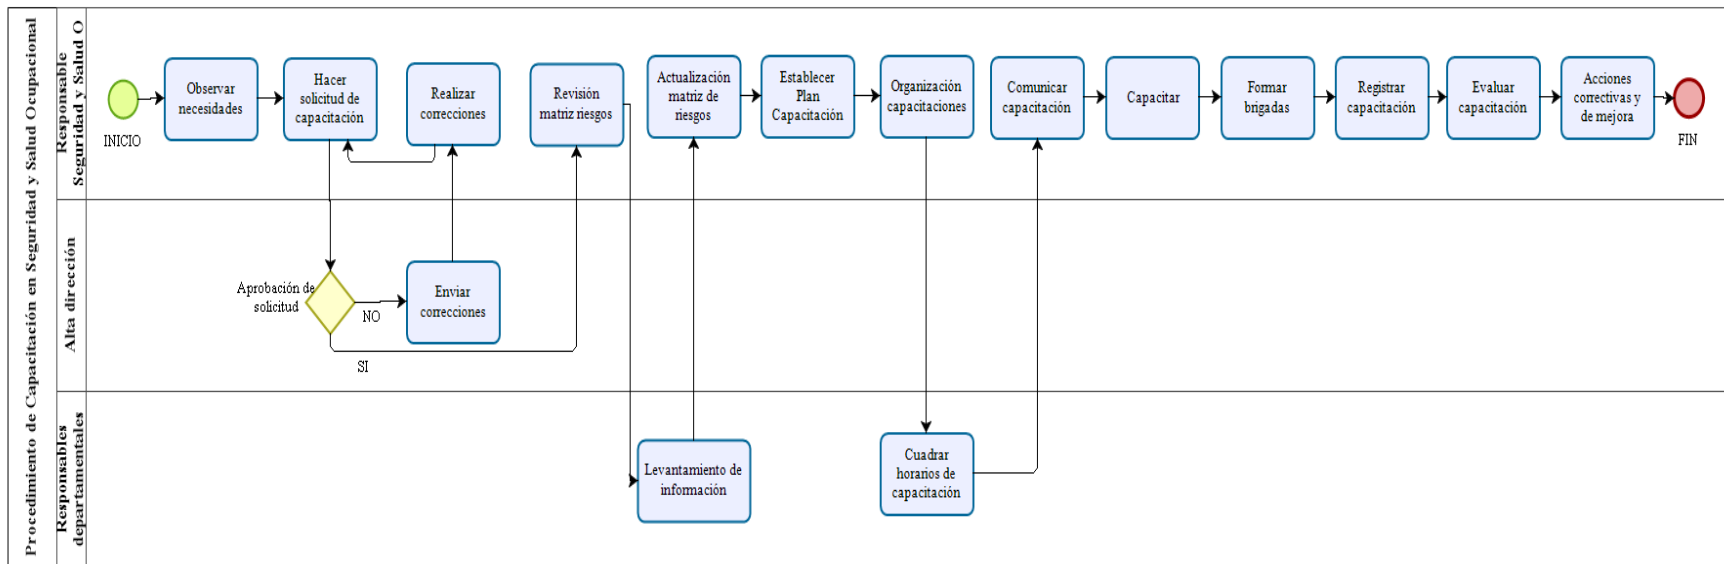 Procedimiento de Capacitación en Seguridad y Salud Ocupacional
Responsable
Seguridad y Salud O
INICIO
Observar
necesidades
Hacer
solicitud de
capacitación
Realizar
correcciones
Revisión
matriz riesgos
Actualización
matriz de
riesgos
Establecer
Plan
Capacitación
Organización
capacitaciones
Comunicar
capacitación
Capacitar
Formar
brigadas
Registrar
capacitación
Evaluar
capacitación
Acciones
correctivas y
de mejora
FIN
Alta dirección
Aprobación de
solicitud
NO
SI
Enviar
correcciones
Responsables
departamentales
Levantamiento de
información
Cuadrar
horarios de
capacitación